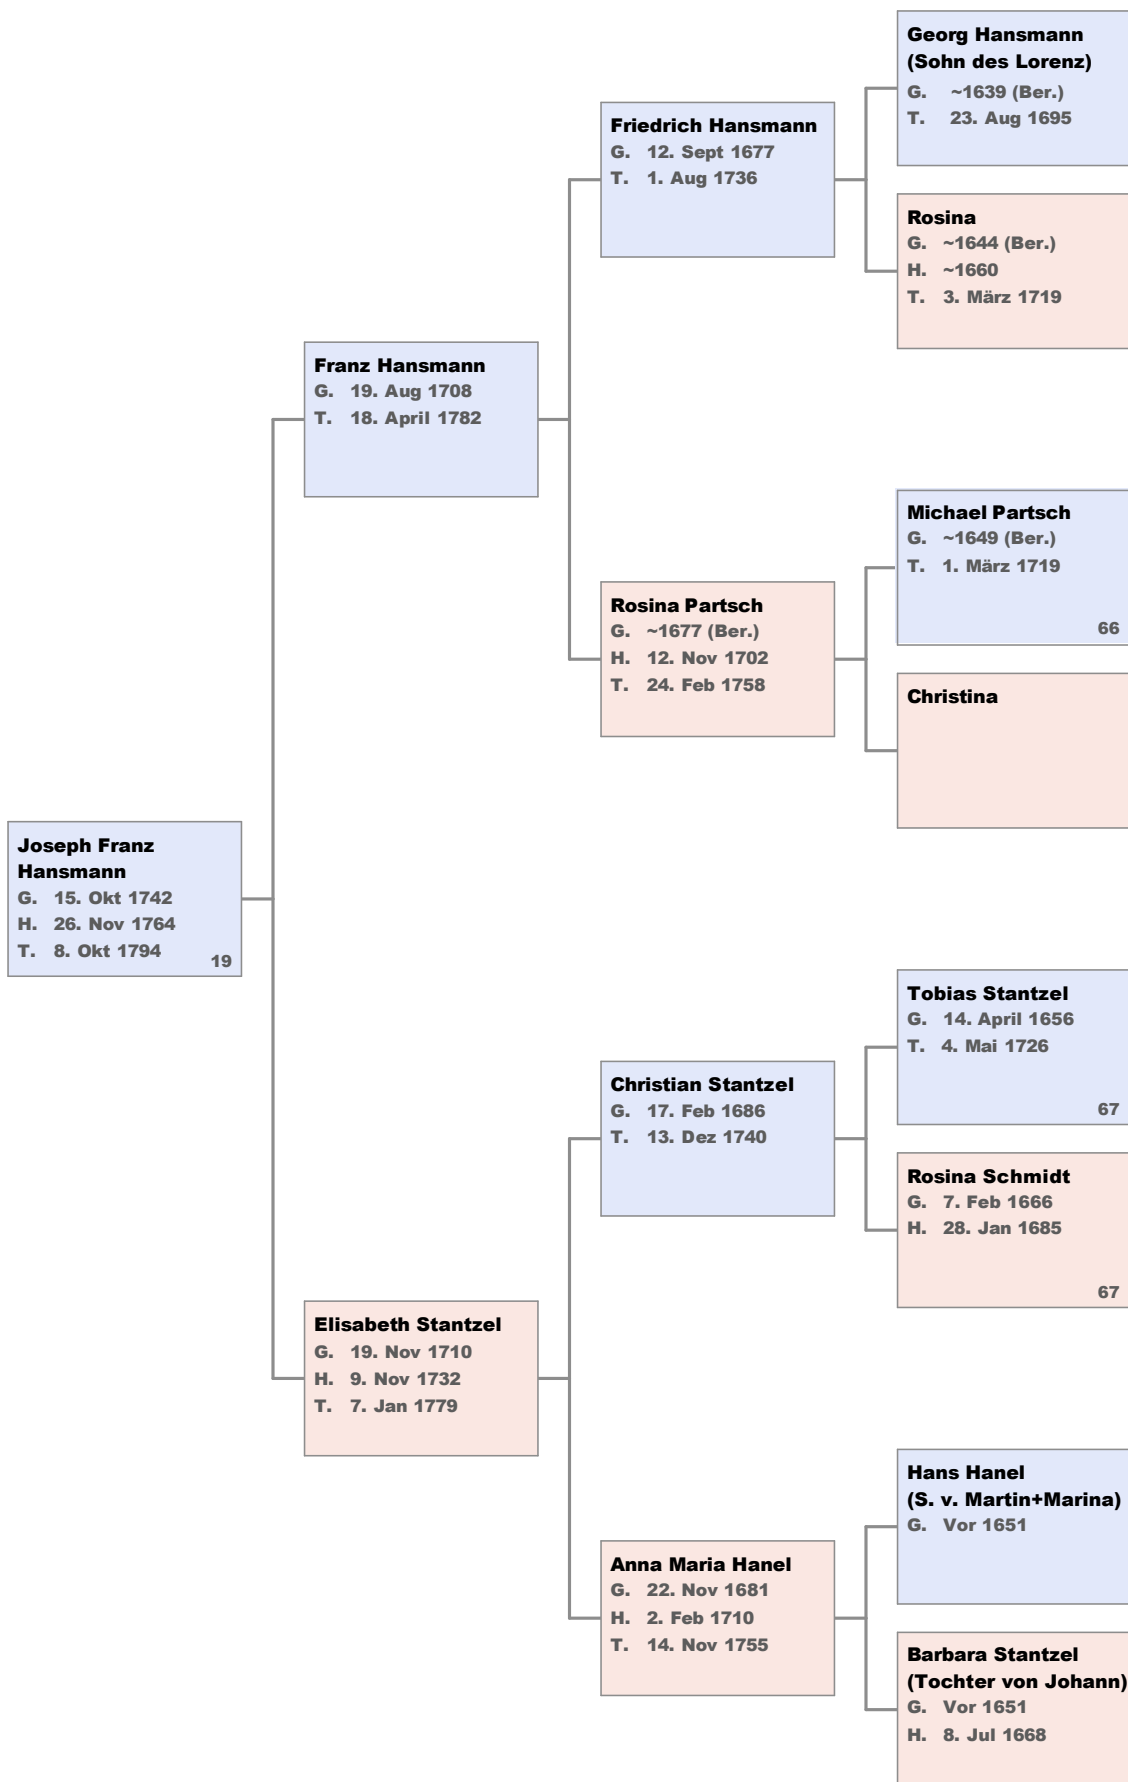 Georg Hansmann
(Sohn des Lorenz)
G. ~1639 (Ber.)
T. 23. Aug 1695
Friedrich Hansmann
G. 12. Sept 1677
T. 1. Aug 1736
Rosina
G. ~1644 (Ber.)
H. ~1660
T. 3. März 1719
Franz Hansmann
G. 19. Aug 1708
T. 18. April 1782
Michael Partsch
G. ~1649 (Ber.)
T. 1. März 1719
66
Rosina Partsch
G. ~1677 (Ber.)
H. 12. Nov 1702
T. 24. Feb 1758
Christina
Joseph Franz
Hansmann
G. 15. Okt 1742
H. 26. Nov 1764
T. 8. Okt 1794
19
Tobias Stantzel
G. 14. April 1656
T. 4. Mai 1726
67
Christian Stantzel
G. 17. Feb 1686
T. 13. Dez 1740
Rosina Schmidt
G. 7. Feb 1666
H. 28. Jan 1685
67
Elisabeth Stantzel
G. 19. Nov 1710
H. 9. Nov 1732
T. 7. Jan 1779
Hans Hanel
(S. v. Martin+Marina)
G. Vor 1651
Anna Maria Hanel
G. 22. Nov 1681
H. 2. Feb 1710
T. 14. Nov 1755
Barbara Stantzel
(Tochter von Johann)
G. Vor 1651
H. 8. Jul 1668